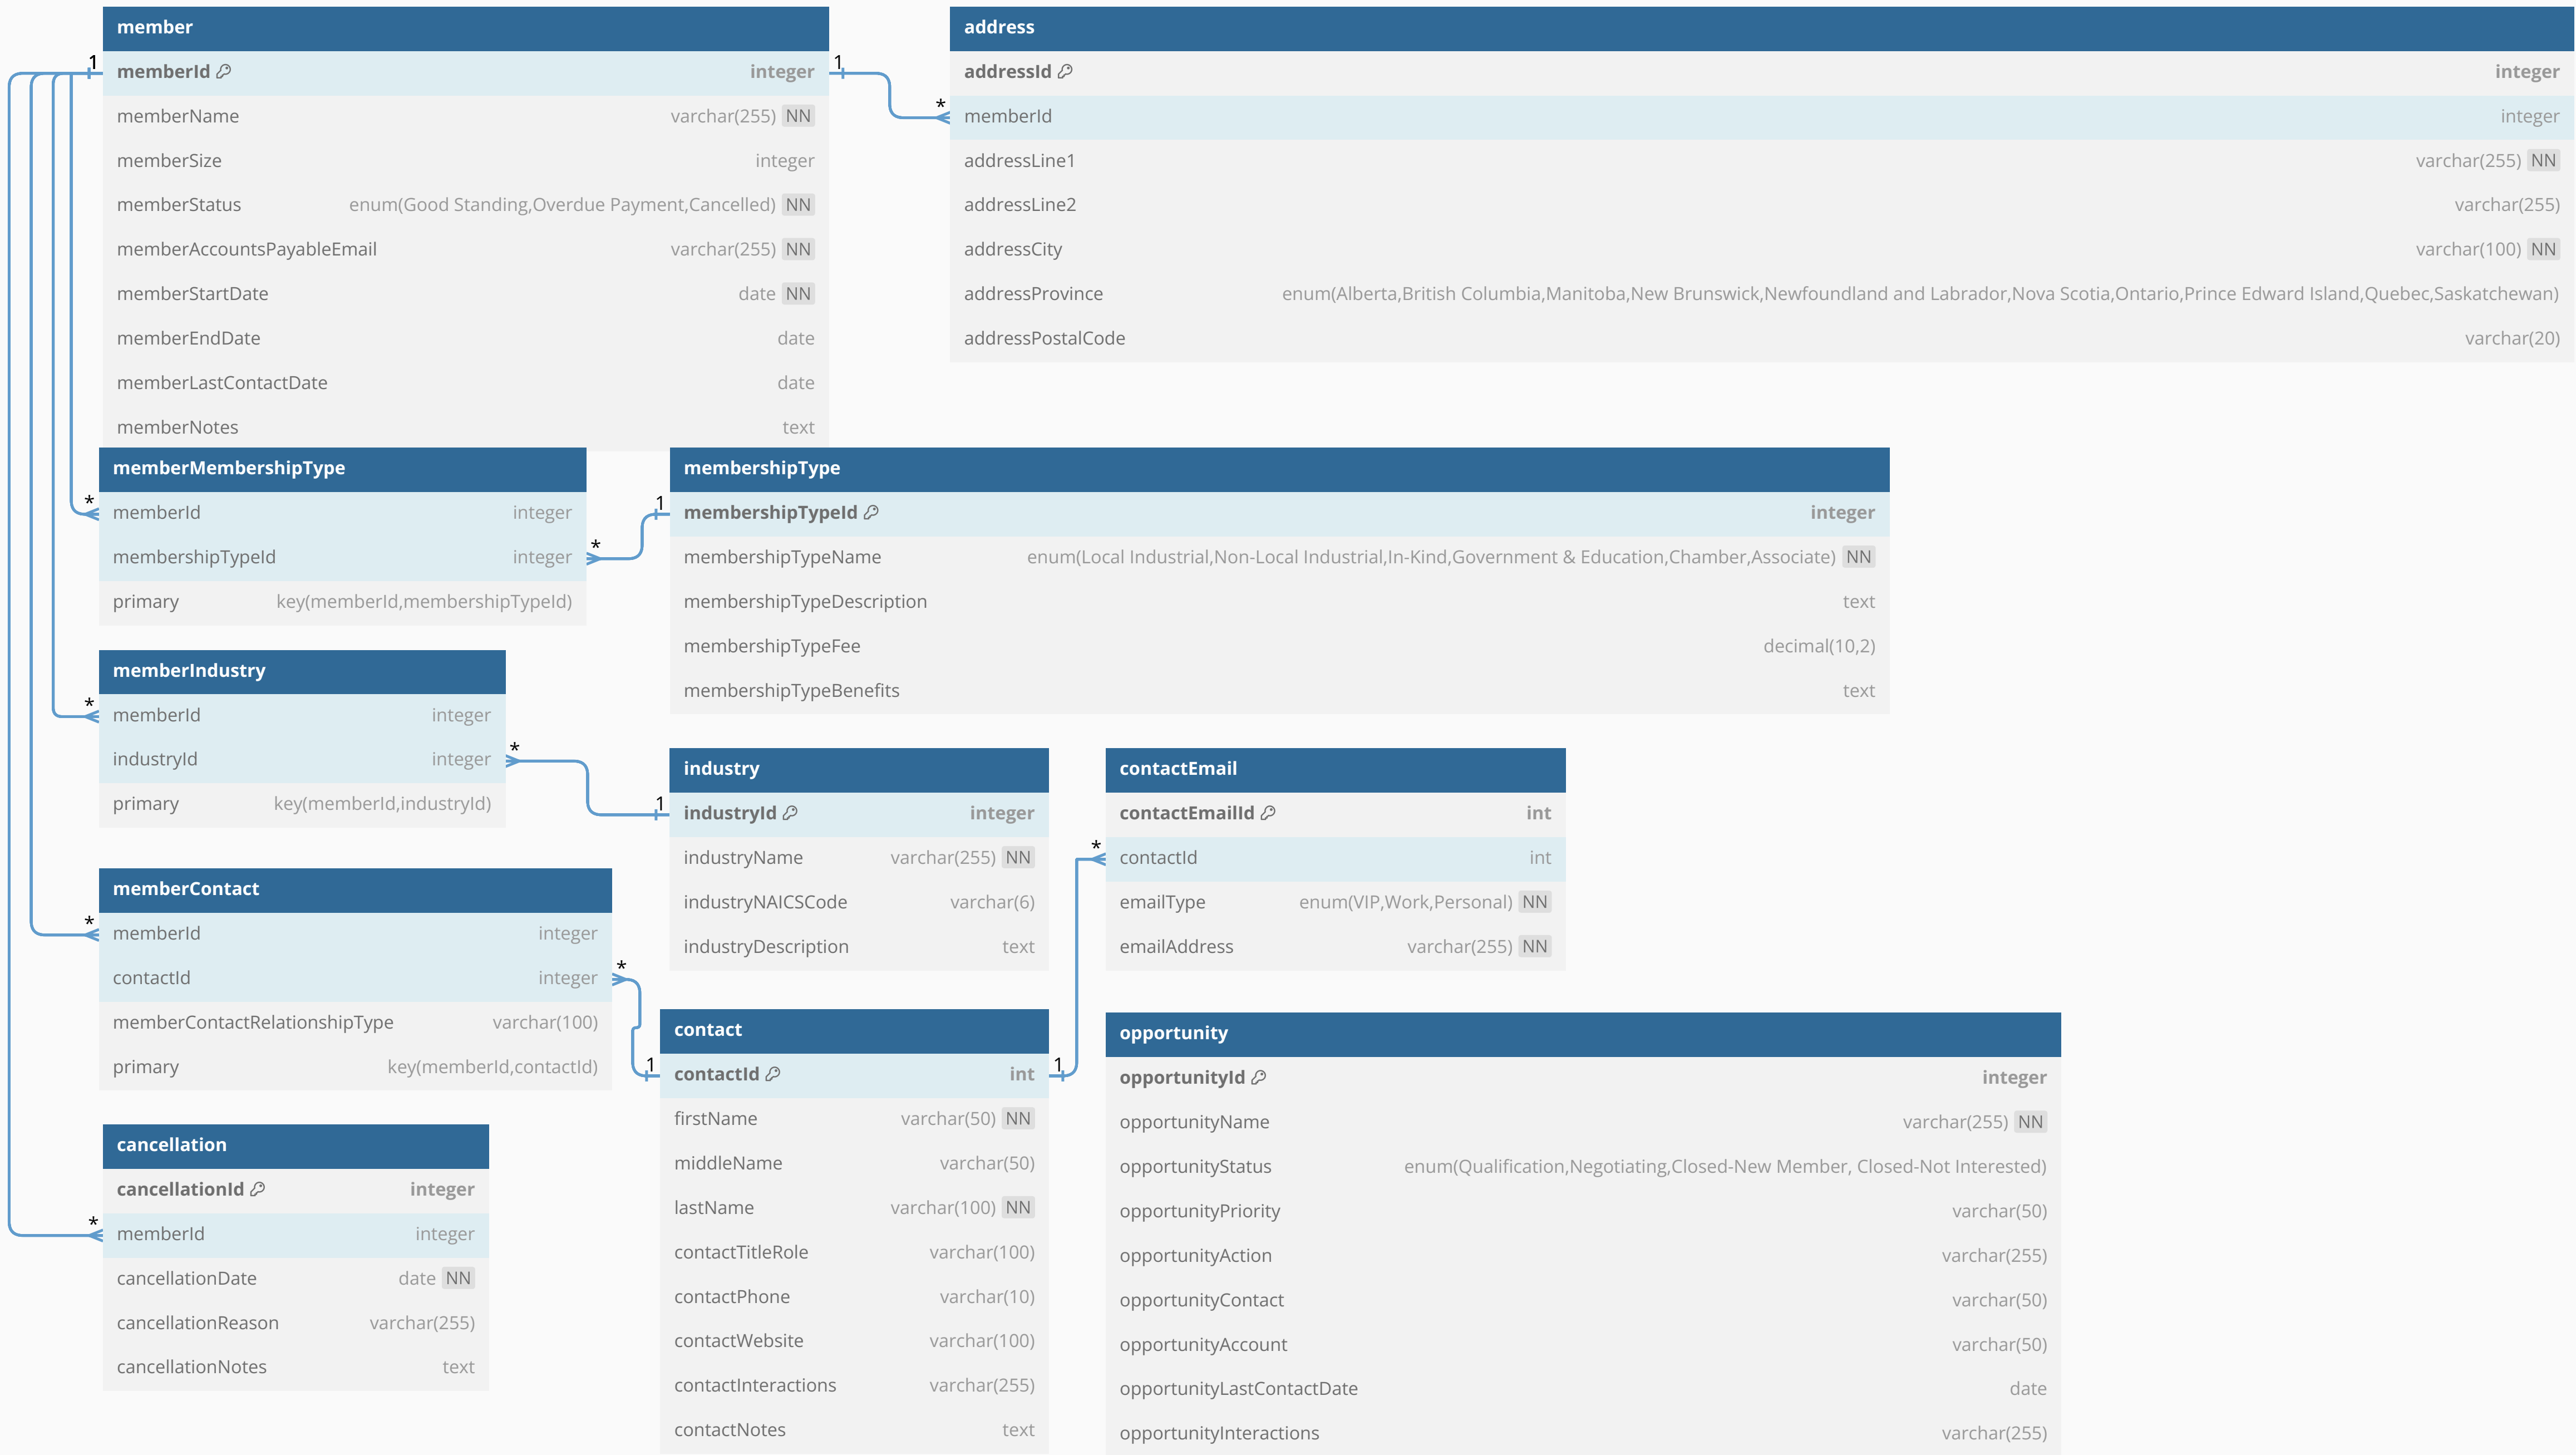 member
1 memberId integer 1
memberName varchar(255) NN
memberSize integer
memberStatus enum(Good Standing,Overdue Payment,Cancelled) NN
memberAccountsPayableEmail varchar(255) NN
memberStartDate date NN
memberEndDate date
memberLastContactDate date
memberNotes text
address
addressId integer
* memberId integer
addressLine1 varchar(255) NN
addressLine2 varchar(255)
addressCity varchar(100) NN
addressProvince enum(Alberta,British Columbia,Manitoba,New Brunswick,Newfoundland and Labrador,Nova Scotia,Ontario,Prince Edward Island,Quebec,Saskatchewan)
addressPostalCode varchar(20)
memberMembershipType
* memberId integer
membershipTypeId integer *
primary key(memberId,membershipTypeId)
membershipType
1 membershipTypeId integer
membershipTypeName enum(Local Industrial,Non-Local Industrial,In-Kind,Government & Education,Chamber,Associate) NN
membershipTypeDescription text
membershipTypeFee decimal(10,2)
membershipTypeBenefits text
memberIndustry
* memberId integer
industryId integer *
primary key(memberId,industryId)
industry
1 industryId integer
industryName varchar(255) NN
industryNAICSCode varchar(6)
industryDescription text
contactEmail
contactEmailId int
* contactId int
emailType enum(VIP,Work,Personal) NN
emailAddress varchar(255) NN
memberContact
* memberId integer
contactId integer *
memberContactRelationshipType varchar(100)
primary key(memberId,contactId)
contact
1 contactId int 1
firstName varchar(50) NN
middleName varchar(50)
lastName varchar(100) NN
contactTitleRole varchar(100)
contactPhone varchar(10)
contactWebsite varchar(100)
contactInteractions varchar(255)
contactNotes text
opportunity
opportunityId integer
opportunityName varchar(255) NN
opportunityStatus enum(Qualification,Negotiating,Closed-New Member, Closed-Not Interested)
opportunityPriority varchar(50)
opportunityAction varchar(255)
opportunityContact varchar(50)
opportunityAccount varchar(50)
opportunityLastContactDate date
opportunityInteractions varchar(255)
cancellation
cancellationId integer
* memberId integer
cancellationDate date NN
cancellationReason varchar(255)
cancellationNotes text